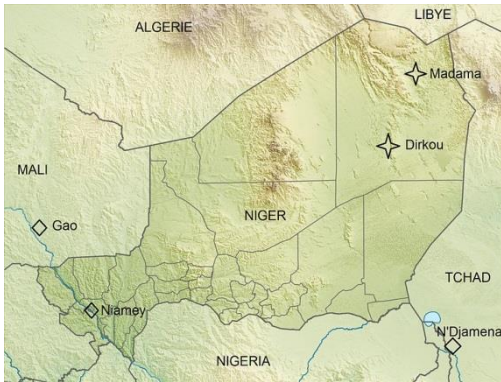 LIBYE
ALGERIE
Madama
Dirkou
MALI
NIGER
Gao
TCHAD
Niamey
N'Djamena
NIGERIA